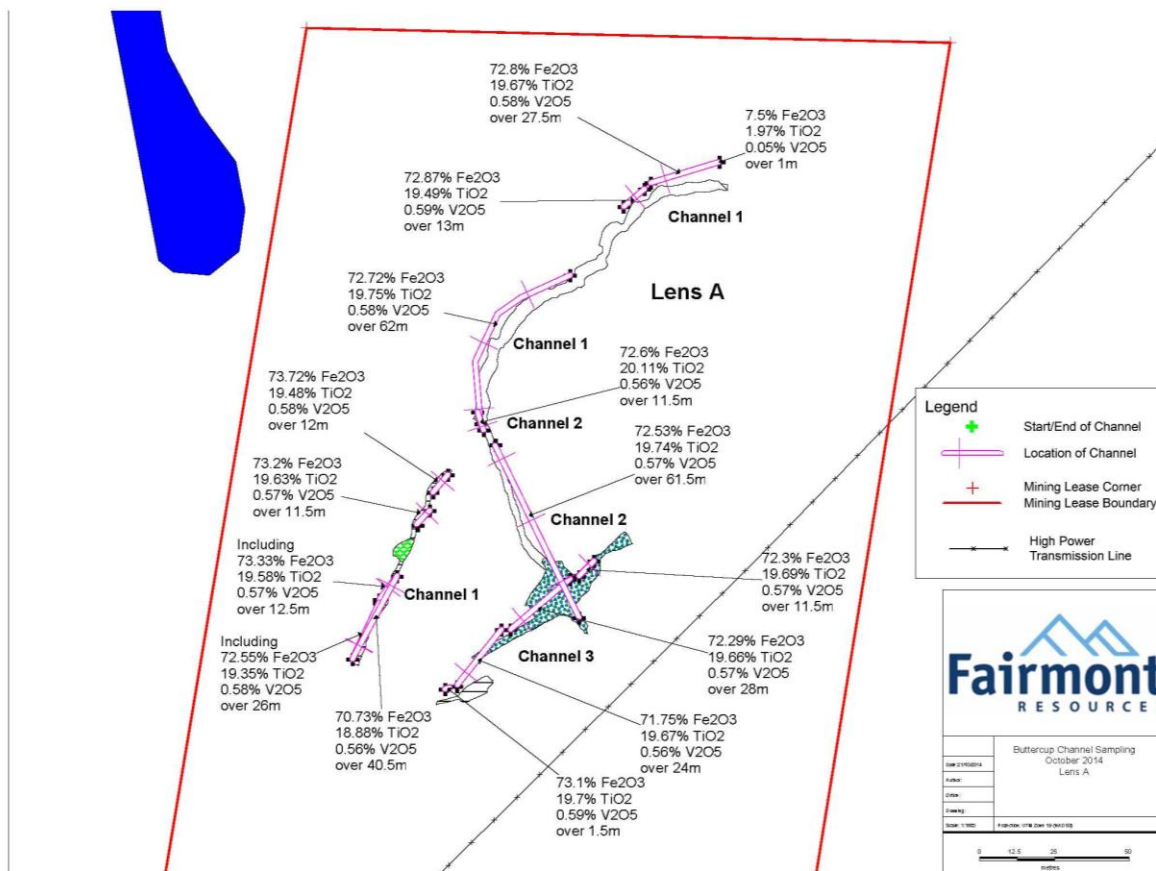 72.8% Fe2O3
19.67% TiO2
0.58% V2O5
over 27.5m
7.5% Fe2O3
1.97% TiO2
0.05% V2O5
over 1m
72.87% Fe2O3
19.49% TiO2
0.59% V2O5
over 13m
Channel 1
72.72% Fe2O3
19.75% TiO2
0.58% V2O5
over 62m
Lens A
Channel 1
72.6% Fe2O3
20.11% TiO2
0.56% V2O5
over 11.5m
73.72% Fe2O3
19.48% TiO2
0.58% V2O5
over 12m
Channel 2
72.53% Fe2O3
19.74% TiO2
0.57% V2O5
over 61.5m
73.2% Fe2O3
19.63% TiO2
0.57% V2O5
over 11.5m
Channel 2
Including
73.33% Fe2O3
19.58% TiO2
0.57% V2O5
over 12.5m
Channel 1
72.3% Fe2O3
19.69% TiO2
0.57% V2O5
over 11.5m
Including
72.55% Fe2O3
19.35% TiO2
0.58% V2O5
over 26m
Channel 3
72.29% Fe2O3
19.66% TiO2
0.57% V2O5
over 28m
70.73% Fe2O3
18.88% TiO2
0.56% V2O5
over 40.5m
71.75% Fe2O3
19.67% TiO2
0.56% V2O5
over 24m
73.1% Fe2O3
19.7% TiO2
0.59% V2O5
over 1.5m
Legend
Start/End of Channel
Location of Channel
Mining Lease Corner
Mining Lease Boundary
High Power
Transmission Line
Fairmont
RESOURCE
Buttercup Channel Sampling
October 2014
Lens A
Author:
Office:
Drawing:
0 12.5 25 50
metres